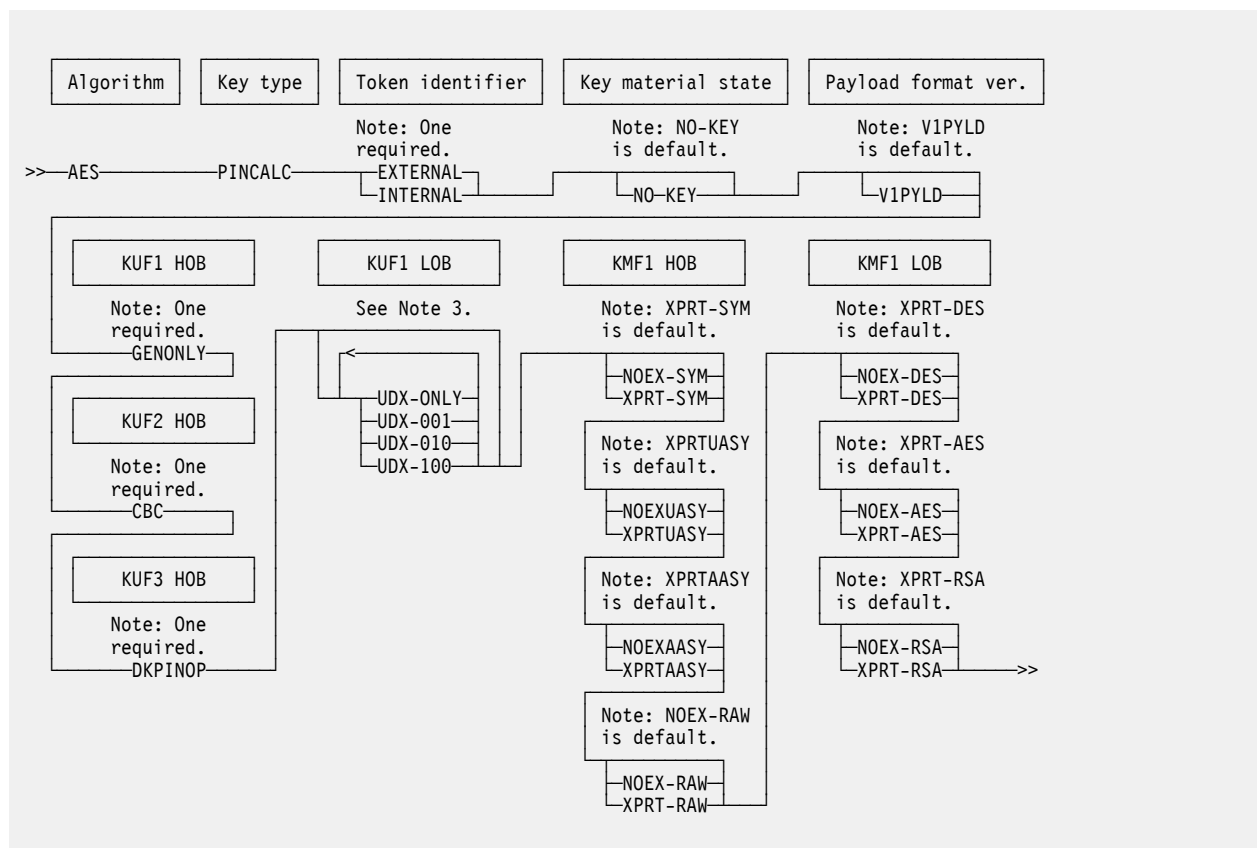 Algorithm Key type Token identifier Key material state Payload format ver.
Note: One Note: NO-KEY Note: V1PYLD
required. is default. is default.
>>—AES PINCALC EXTERNAL
INTERNAL NO-KEY V1PYLD
KUF1 HOB KUF1 LOB KMF1 HOB KMF1 LOB
Note: One See Note 3. Note: XPRT-SYM Note: XPRT-DES
required. is default. is default.
GENONLY <
NOEX-SYM NOEX-DES
UDX-ONLY XPRT-SYM XPRT-DES
KUF2 HOB UDX-001
UDX-010 Note: XPRTUASY Note: XPRT-AES
Note: One UDX-100 is default. is default.
required.
CBC NOEXUASY NOEX-AES
XPRTUASY XPRT-AES
KUF3 HOB Note: XPRTAASY Note: XPRT-RSA
is default. is default.
Note: One
required. NOEXAASY NOEX-RSA
DKPINOP XPRTAASY XPRT-RSA >>
Note: NOEX-RAW
is default.
NOEX-RAW
XPRT-RAW